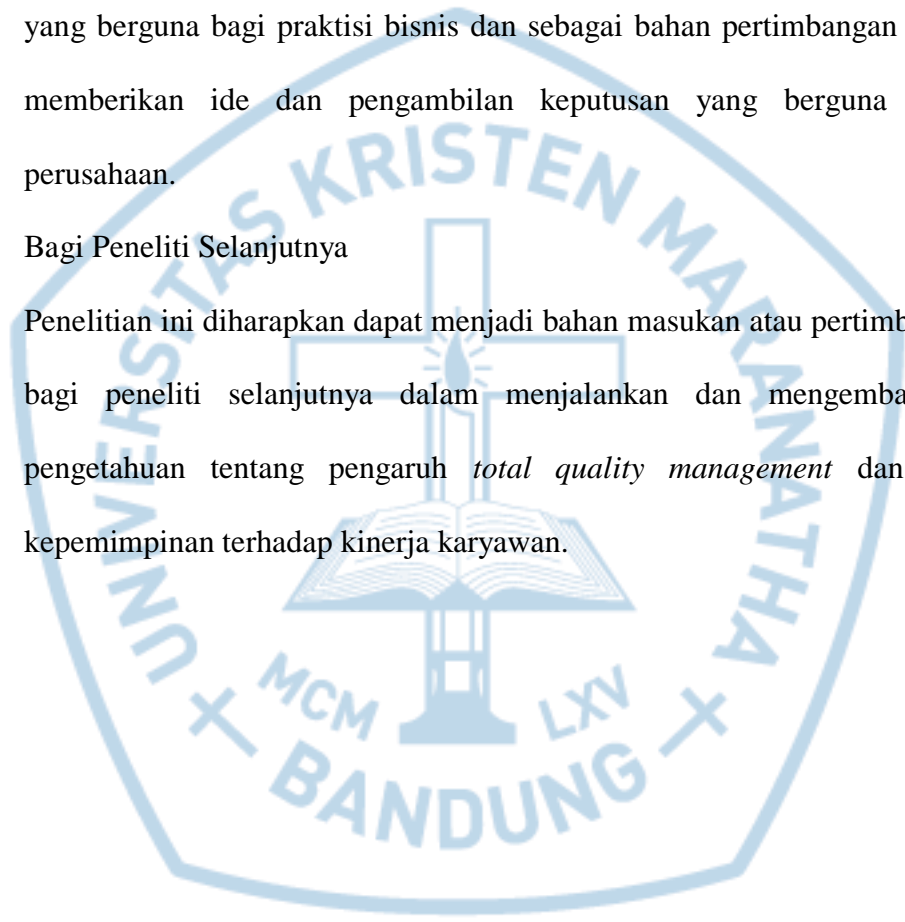 yang berguna bagi praktisi bisnis dan sebagai bahan pertimbangan
memberikan ide dan pengambilan keputusan yang berguna
perusahaan.
Bagi Peneliti Selanjutnya
Penelitian ini diharapkan dapat menjadi bahan masukan atau
bagi peneliti selanjutnya dalam menjalankan dan
pengetahuan tentang pengaruh total quality management dan
kepemimpinan terhadap kinerja karyawan.
UNIVERSITAS KRISTEN MARANATHA
MCM LXV
BANDUNG